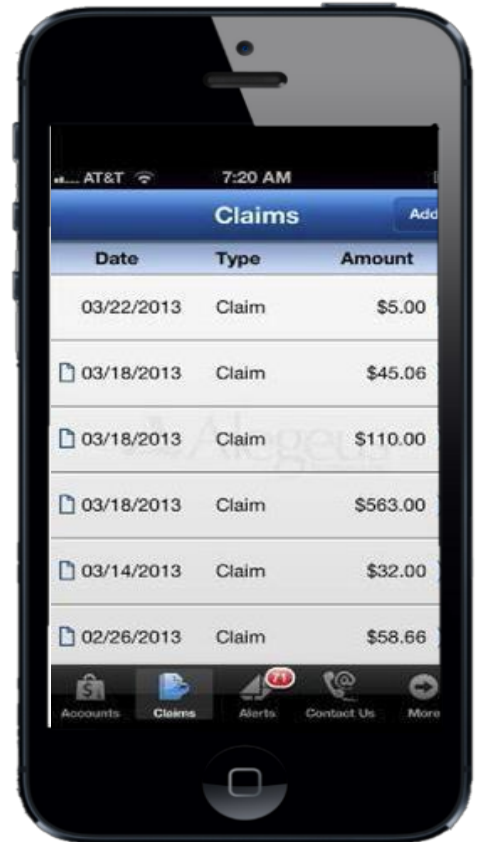 AT&T 7:20 AM
Claims Add
Date Type Amount
03/22/2013 Claim $5.00
03/18/2013 Claim $45.06
03/18/2013 Claim $110.00
Alegeus
03/18/2013 Claim $563.00
03/14/2013 Claim $32.00
02/26/2013 Claim $58.66
71
Accounts Claims Alerts Contact Us More